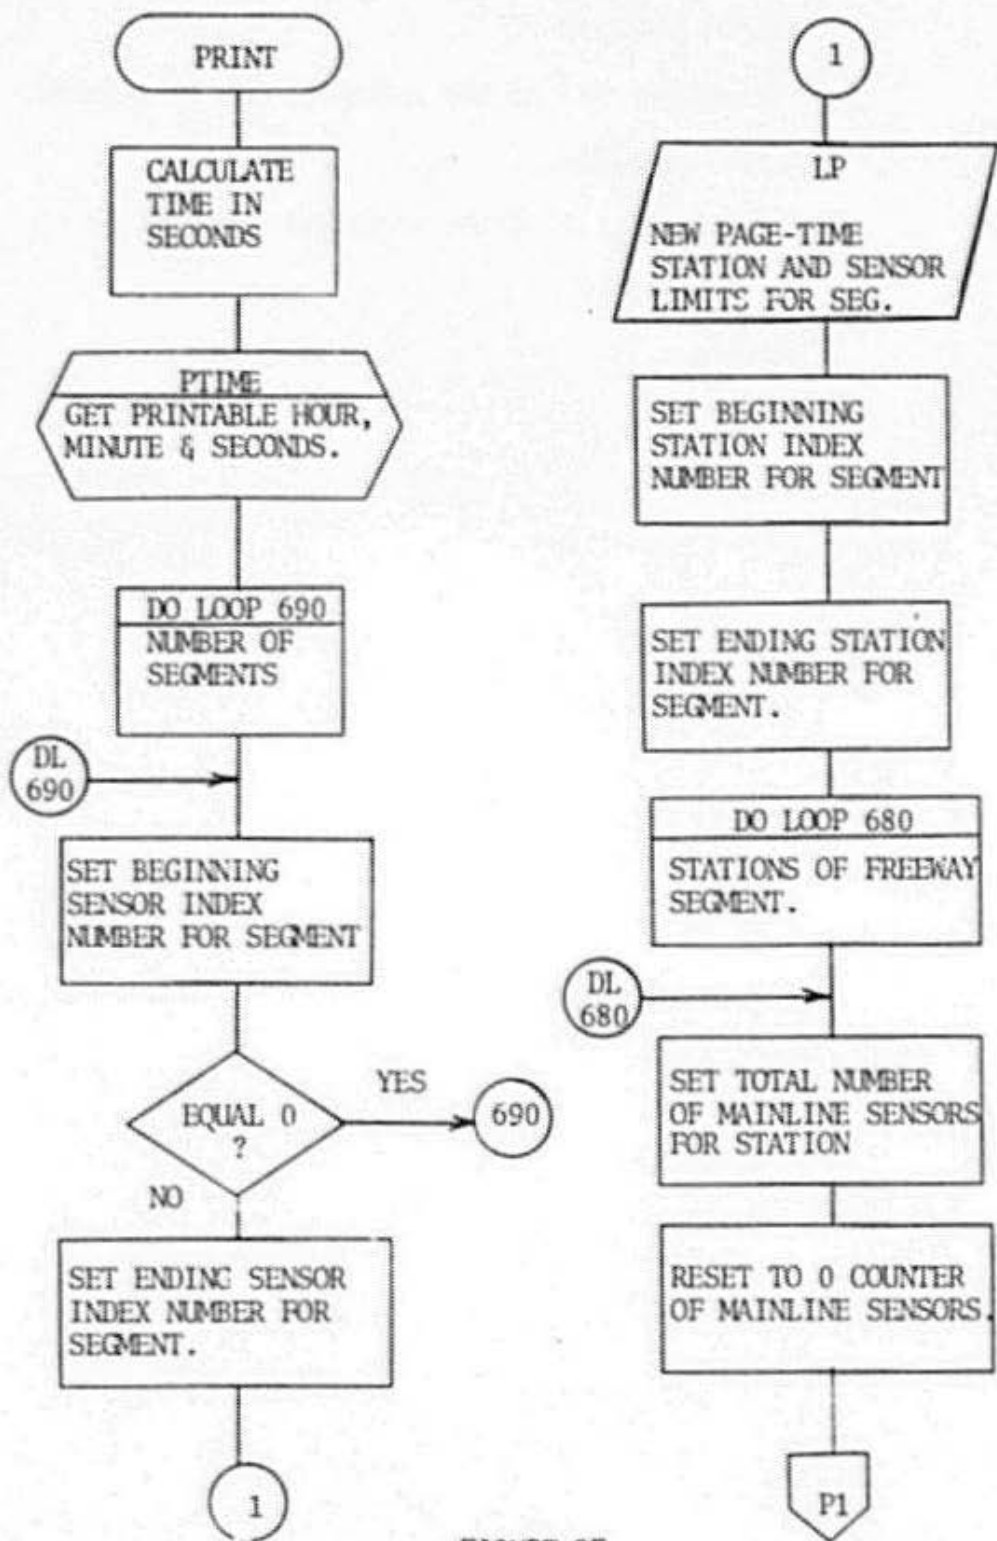 PRINT
CALCULATE
TIME IN
SECONDS
PTIME
GET PRINTABLE HOUR,
MINUTE & SECONDS.
DO LOOP 690
NUMBER OF
SEGMENTS
DL
690
SET BEGINNING
SENSOR INDEX
NUMBER FOR SEGMENT
EQUAL 0
?
YES
690
NO
SET ENDING SENSOR
INDEX NUMBER FOR
SEGMENT.
1
1
LP
NEW PAGE-TIME
STATION AND SENSOR
LIMITS FOR SEG.
SET BEGINNING
STATION INDEX
NUMBER FOR SEGMENT
SET ENDING STATION
INDEX NUMBER FOR
SEGMENT.
DO LOOP 680
STATIONS OF FREEWAY
SEGMENT.
DL
680
SET TOTAL NUMBER
OF MAINLINE SENSORS
FOR STATION
RESET TO 0 COUNTER
OF MAINLINE SENSORS.
P1